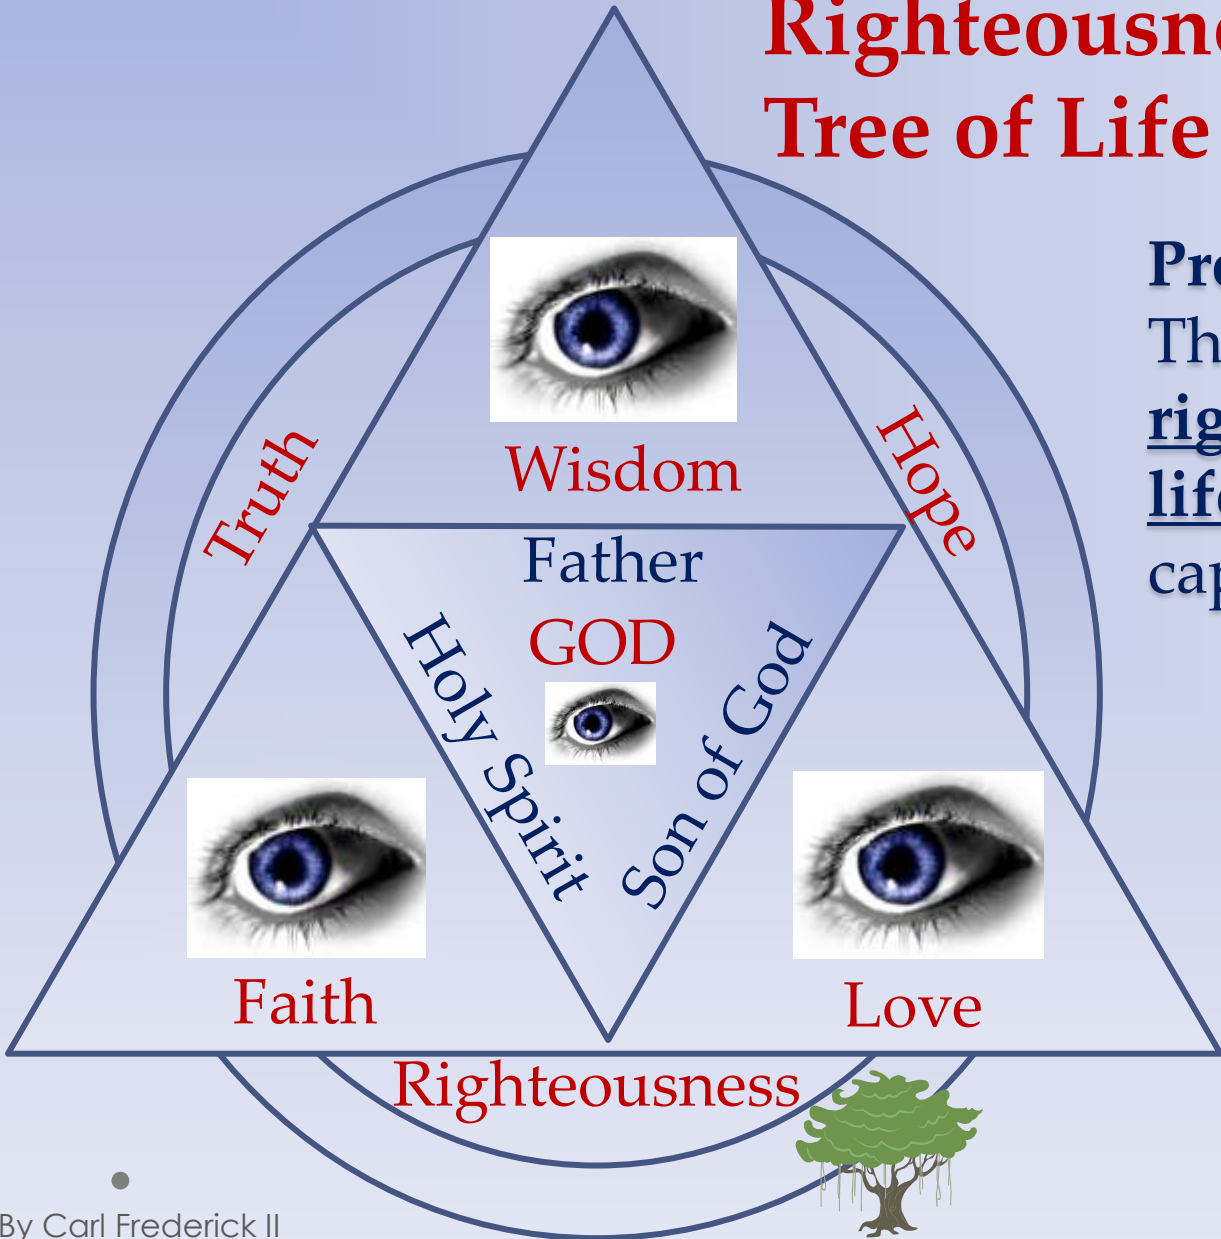 Righteousn
Tree of Life
Pr
Th
rig
lif
cap
Wisdom
Truth
Hope
Father
GOD
Holy Spirit
Son of God
Faith
Love
Righteousness
By Carl Frederick II